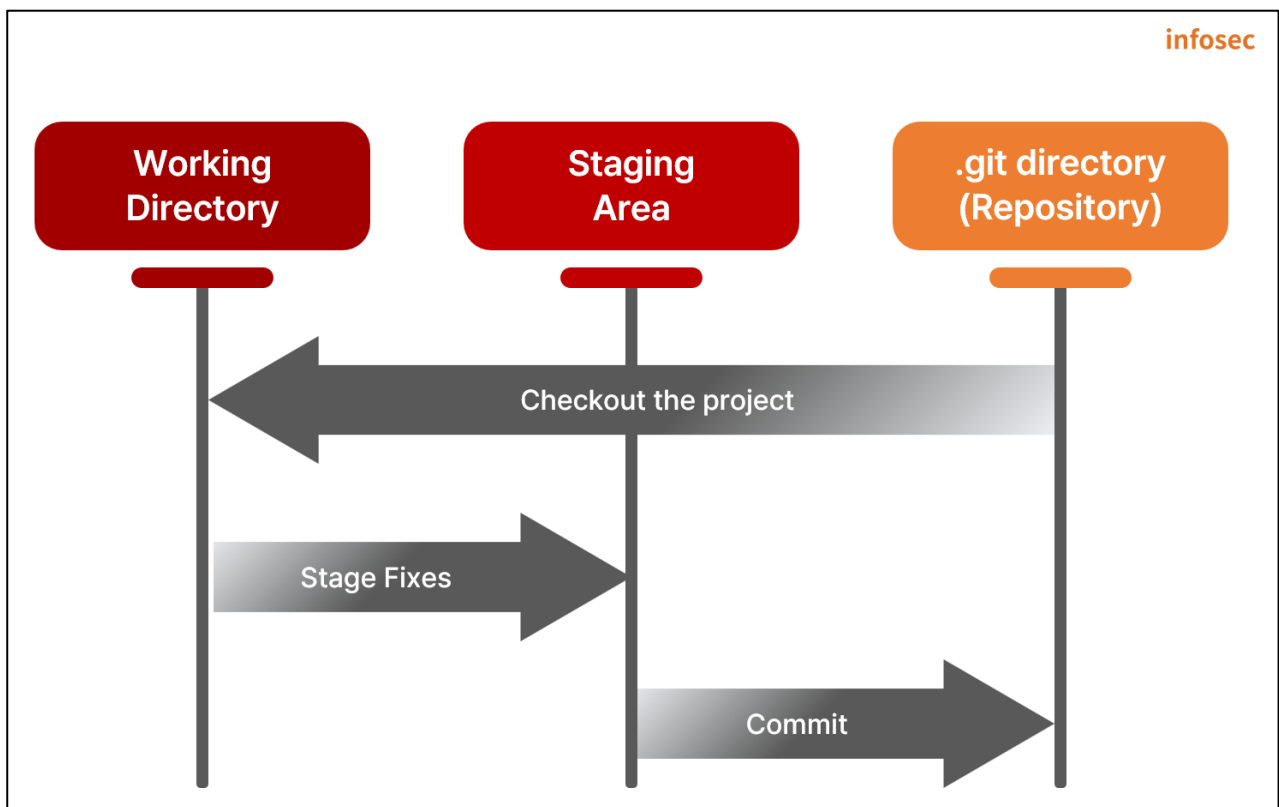 infosec
Working
Directory
Staging
Area
.git directory
(Repository)
Checkout the project
Stage Fixes
Commit